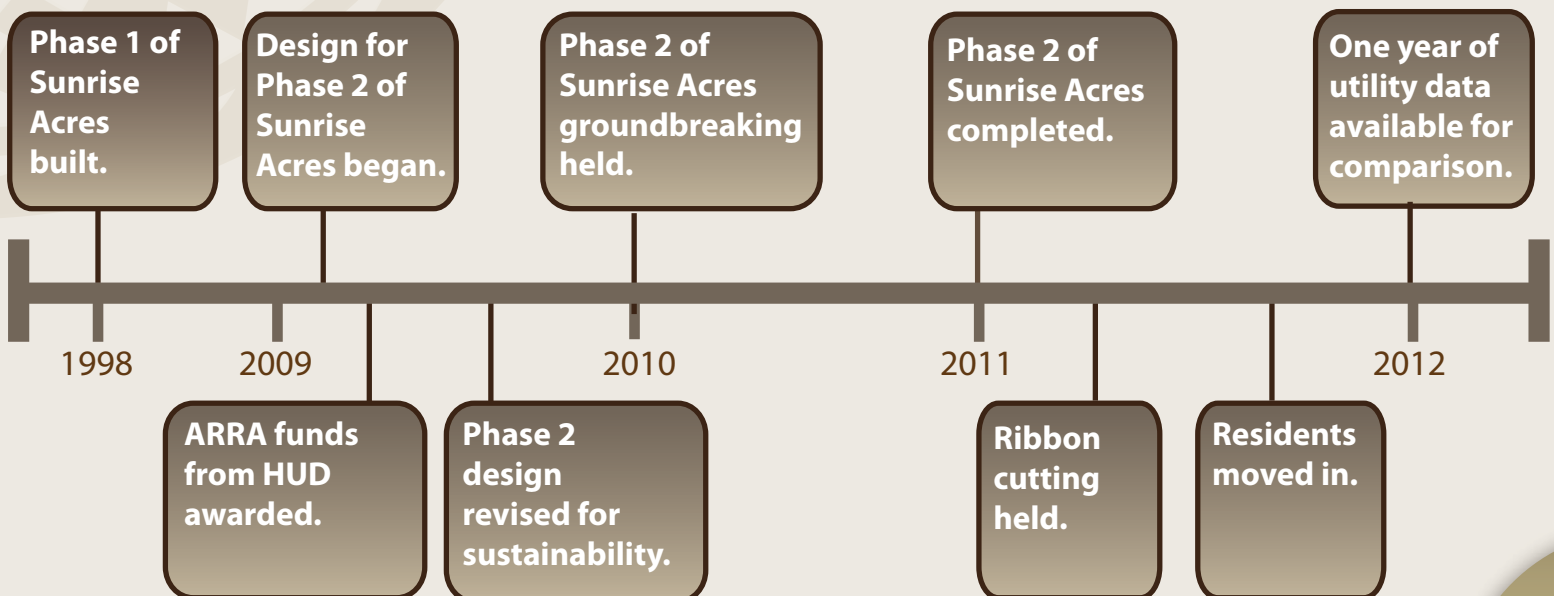 Phase 1 of
Sunrise
Acres
built.
Design for
Phase 2 of
Sunrise
Acres began.
Phase 2 of
Sunrise Acres
groundbreaking
held.
Phase 2 of
Sunrise Acres
completed.
One year of
utility data
available for
comparison.
1998
2009
2010
2011
2012
ARRA funds
from HUD
awarded.
Phase 2
design
revised for
sustainability.
Ribbon
cutting
held.
Residents
moved in.